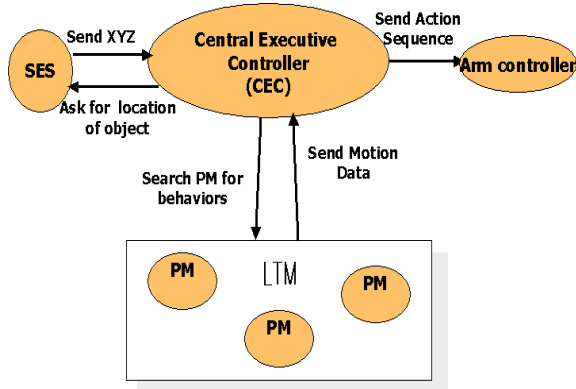 Send XYZ
SES
Ask for location
of object
Central Executive
Controller
(CEC)
Send Action
Sequence
Arm controller
Search PM for
behaviors
Send Motion
Data
LTM
PM
PM
PM